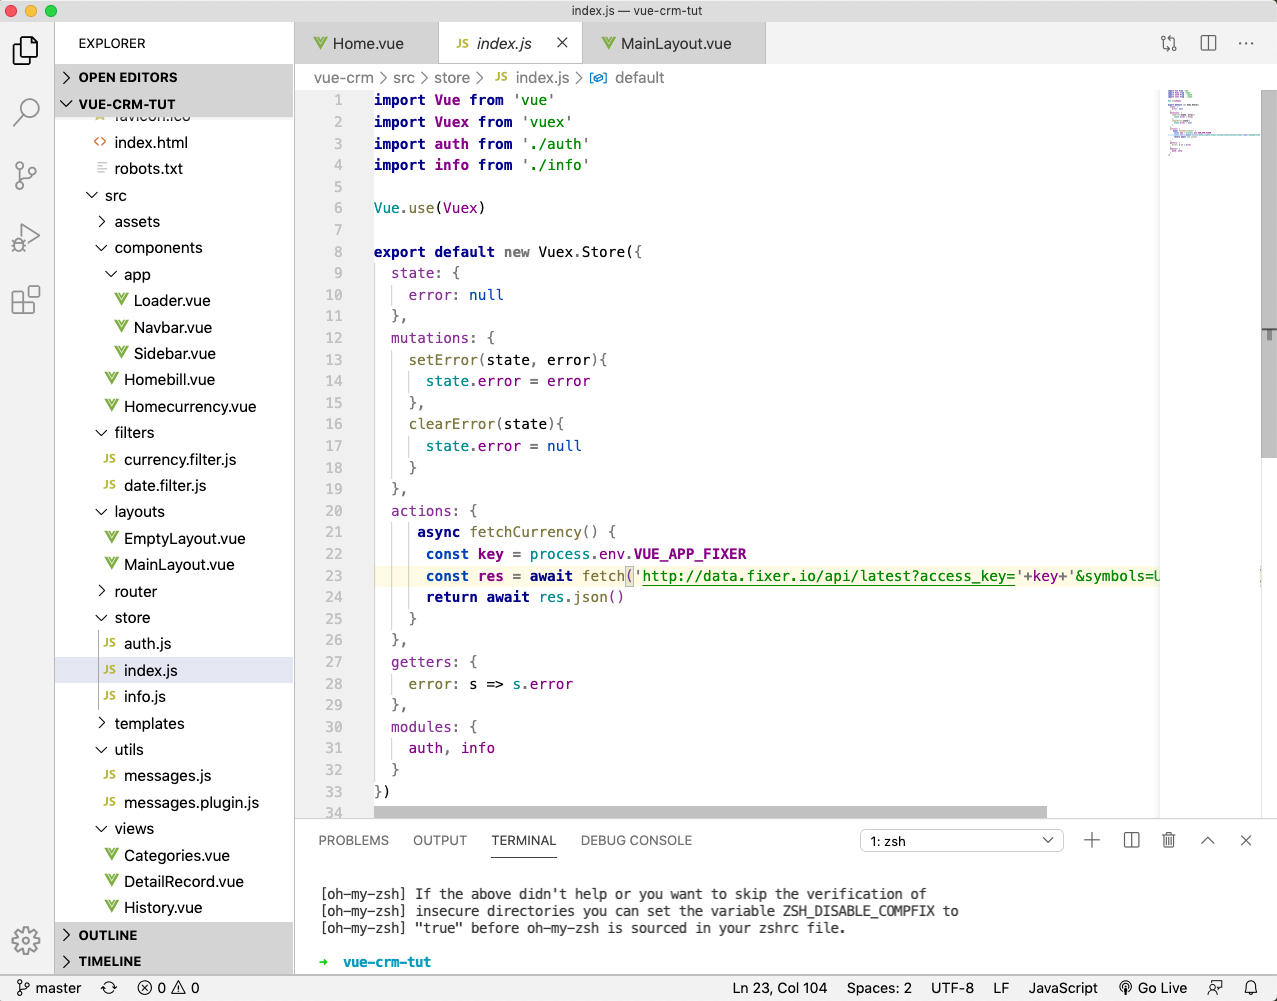 index.js — vue-crm-tut
EXPLORER
OPEN EDITORS
VUE-CRM-TUT
favicon.ico
index.html
robots.txt
src
assets
components
app
Loader.vue
Navbar.vue
Sidebar.vue
Homebill.vue
Homecurrency.vue
filters
JS currency.filter.js
JS date.filter.js
layouts
EmptyLayout.vue
MainLayout.vue
router
store
JS auth.js
JS index.js
JS info.js
templates
utils
JS messages.js
JS messages.plugin.js
views
Categories.vue
DetailRecord.vue
History.vue
OUTLINE
TIMELINE
Home.vue
JS index.js
MainLayout.vue
vue-crm > src > store > JS index.js > default
1 import Vue from 'vue'
2 import Vuex from 'vuex'
3 import auth from './auth'
4 import info from './info'
5
6 Vue.use(Vuex)
7
8 export default new Vuex.Store({
9 state: {
10 error: null
11 },
12 mutations: {
13 setError(state, error){
14 state.error = error
15 },
16 clearError(state){
17 state.error = null
18 }
19 },
20 actions: {
21 async fetchCurrency() {
22 const key = process.env.VUE_APP_FIXER
23 const res = await fetch('http://data.fixer.io/api/latest?access_key='+key+'&symbols=U
24 return await res.json()
25 }
26 },
27 getters: {
28 error: s => s.error
29 },
30 modules: {
31 auth, info
32 }
33 })
34
PROBLEMS OUTPUT TERMINAL DEBUG CONSOLE 1: zsh
[oh-my-zsh] If the above didn't help or you want to skip the verification of
[oh-my-zsh] insecure directories you can set the variable ZSH_DISABLE_COMPFIX to
[oh-my-zsh] "true" before oh-my-zsh is sourced in your zshrc file.
→ vue-crm-tut
master 0 0 Ln 23, Col 104 Spaces: 2 UTF-8 LF JavaScript Go Live